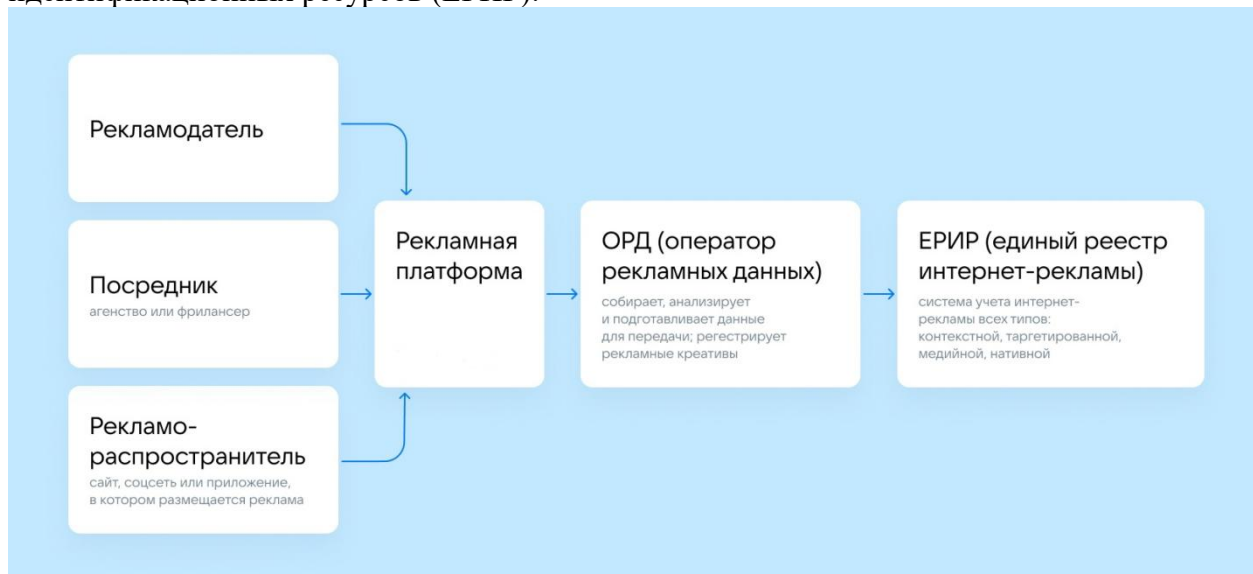 Рекламодатель
Посредник
агентство или фрилансер
Рекламо-
распространитель
сайт, соцсеть или приложение,
в котором размещается реклама
Рекламная
платформа
ОРД (оператор
рекламных данных)
собирает, анализирует
и подготавливает данные
для передачи; регестрирует
рекламные креативы
ЕРИР (единый реестр
интернет-рекламы)
система учета интернет-
рекламы всех типов:
контекстной, таргетированной,
медийной, нативной